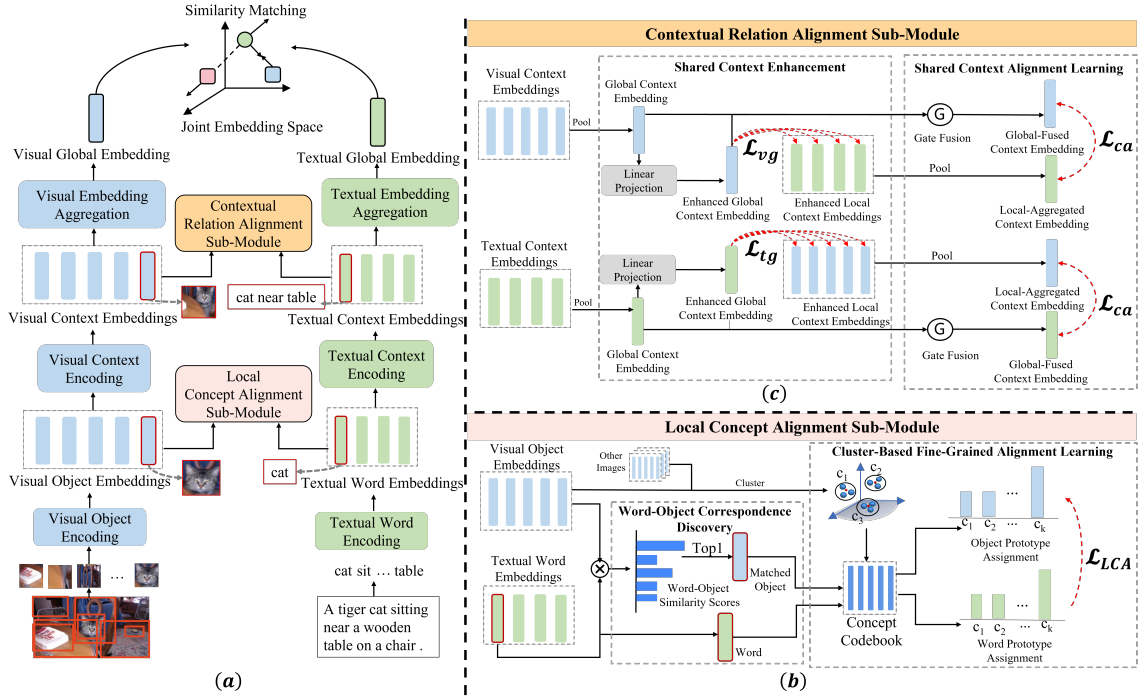 Similarity Matching
Joint Embedding Space
Visual Global Embedding
Textual Global Embedding
Visual Embedding
Aggregation
Contextual
Relation Alignment
Sub-Module
Textual Embedding
Aggregation
cat near table
Visual Context Embeddings
Textual Context Embeddings
Visual Context
Encoding
Local
Concept Alignment
Sub-Module
Textual Context
Encoding
cat
Visual Object Embeddings
Textual Word Embeddings
Visual Object
Encoding
Textual Word
Encoding
...
cat sit ... table
A tiger cat sitting
near a wooden
table on a chair .
(a)
Contextual Relation Alignment Sub-Module
Visual Context
Embeddings
Pool
Shared Context Enhancement
Global Context
Embedding
Linear
Projection
Enhanced Global
Context Embedding
ℒvg
Enhanced Local
Context Embeddings
Shared Context Alignment Learning
G
Gate Fusion
Global-Fused
Context Embedding
Pool
Local-Aggregated
Context Embedding
ℒca
Textual Context
Embeddings
Pool
Linear
Projection
Global Context
Embedding
Enhanced Global
Context Embedding
ℒtg
Enhanced Local
Context Embeddings
Pool
Local-Aggregated
Context Embedding
G
Gate Fusion
Global-Fused
Context Embedding
ℒca
(c)
Local Concept Alignment Sub-Module
Visual Object
Embeddings
Other
Images
Cluster
Textual Word
Embeddings
Word-Object Correspondence
Discovery
Top1
Word-Object
Similarity Scores
Matched
Object
Word
Cluster-Based Fine-Grained Alignment Learning
c1
c2
c3
Concept
Codebook
...
c1 c2 ... ck
Object Prototype
Assignment
...
c1 c2 ... ck
Word Prototype
Assignment
ℒLCA
(b)